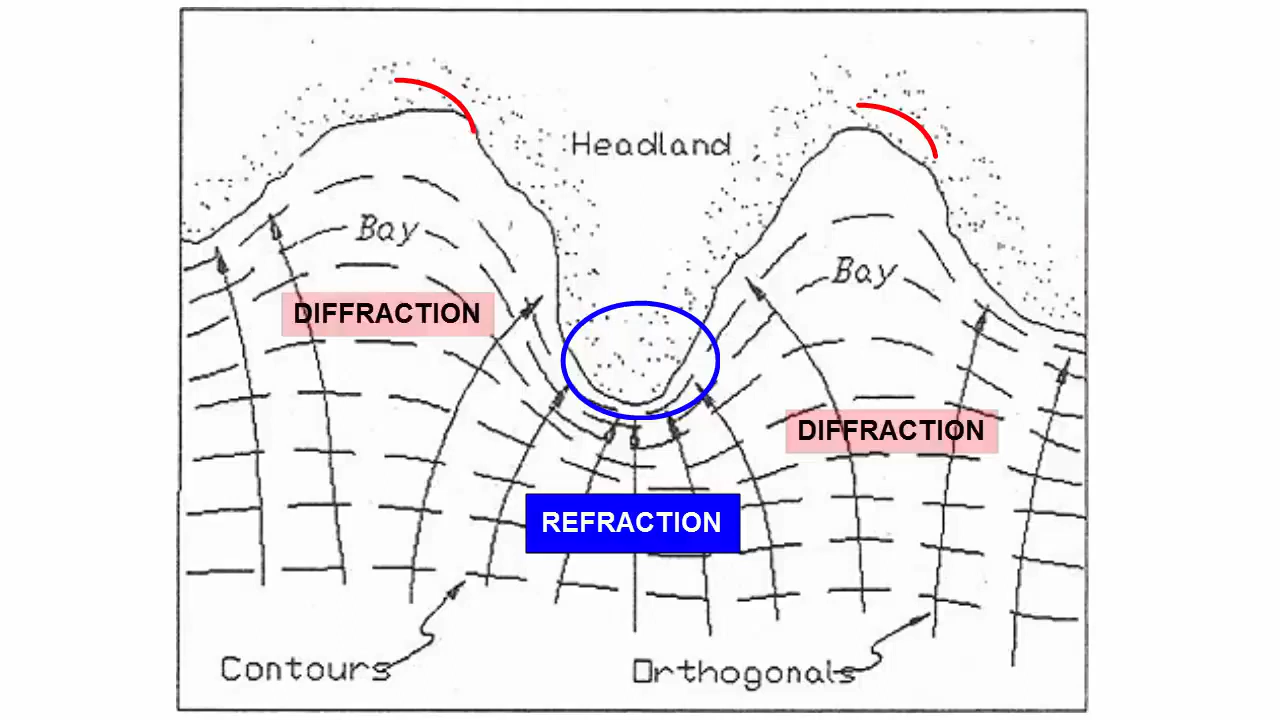 Headland
Bay
Bay
DIFFRACTION
DIFFRACTION
REFRACTION
Contours
Orthogonals